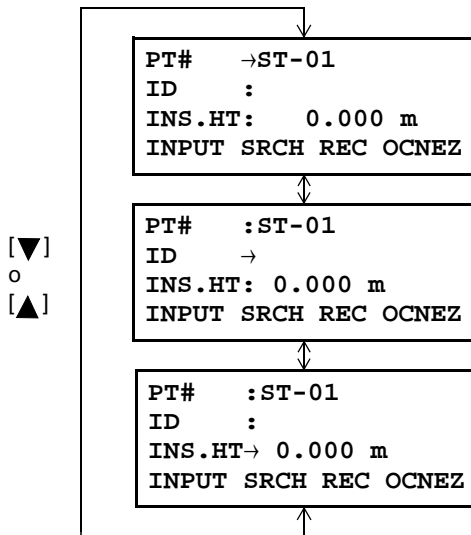 PT#   →ST-01
ID    :
INS.HT:   0.000 m
INPUT SRCH REC OCNEZ
[▼]
o
[▲]
PT#   :ST-01
ID    →
INS.HT: 0.000 m
INPUT SRCH REC OCNEZ
PT#   :ST-01
ID    :
INS.HT→ 0.000 m
INPUT SRCH REC OCNEZ